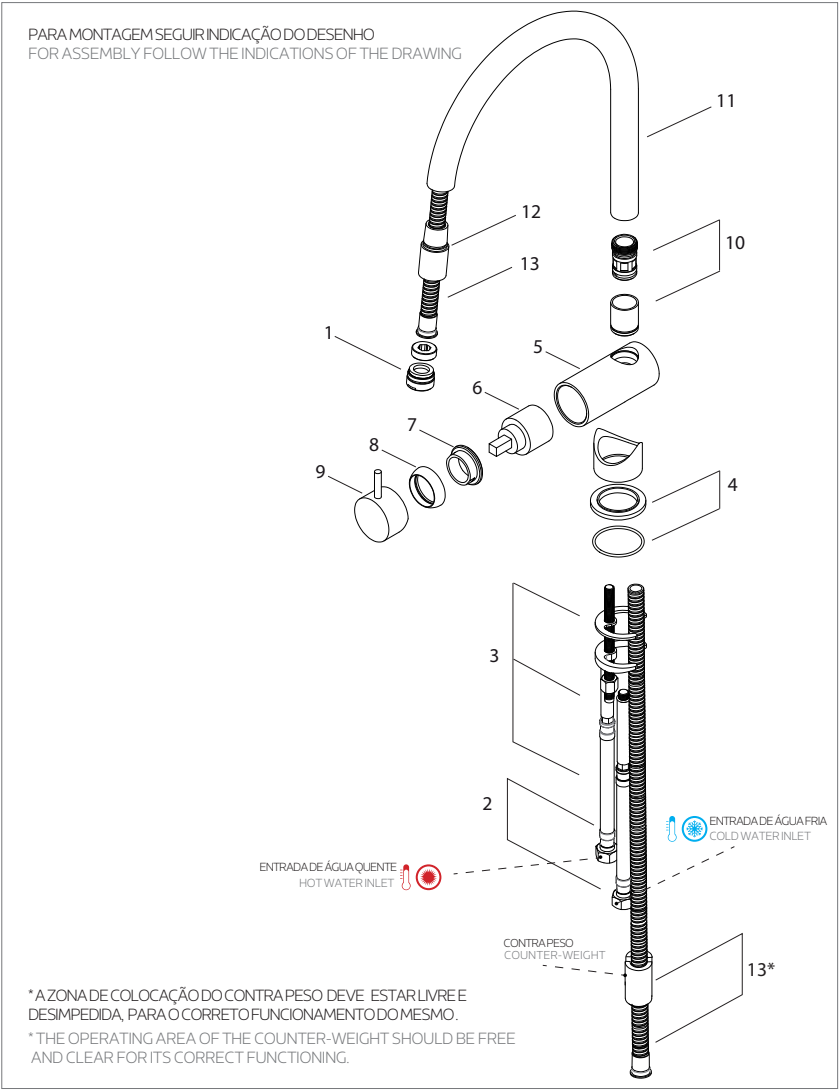 PARA MONTAGEM SEGUIR INDICAÇÃO DO DESENHO
FOR ASSEMBLY FOLLOW THE INDICATIONS OF THE DRAWING
11
12
10
13
1
5
6
7
8
9
4
3
2
ENTRADA DE ÁGUA FRIA
COLD WATER INLET
ENTRADA DE ÁGUA QUENTE
HOT WATER INLET
CONTRA PESO
COUNTER-WEIGHT
13*
* A ZONA DE COLOCAÇÃO DO CONTRA PESO DEVE ESTAR LIVRE E
DESIMPEDIDA, PARA O CORRETO FUNCIONAMENTO DO MESMO.
* THE OPERATING AREA OF THE COUNTER-WEIGHT SHOULD BE FREE
AND CLEAR FOR ITS CORRECT FUNCTIONING.